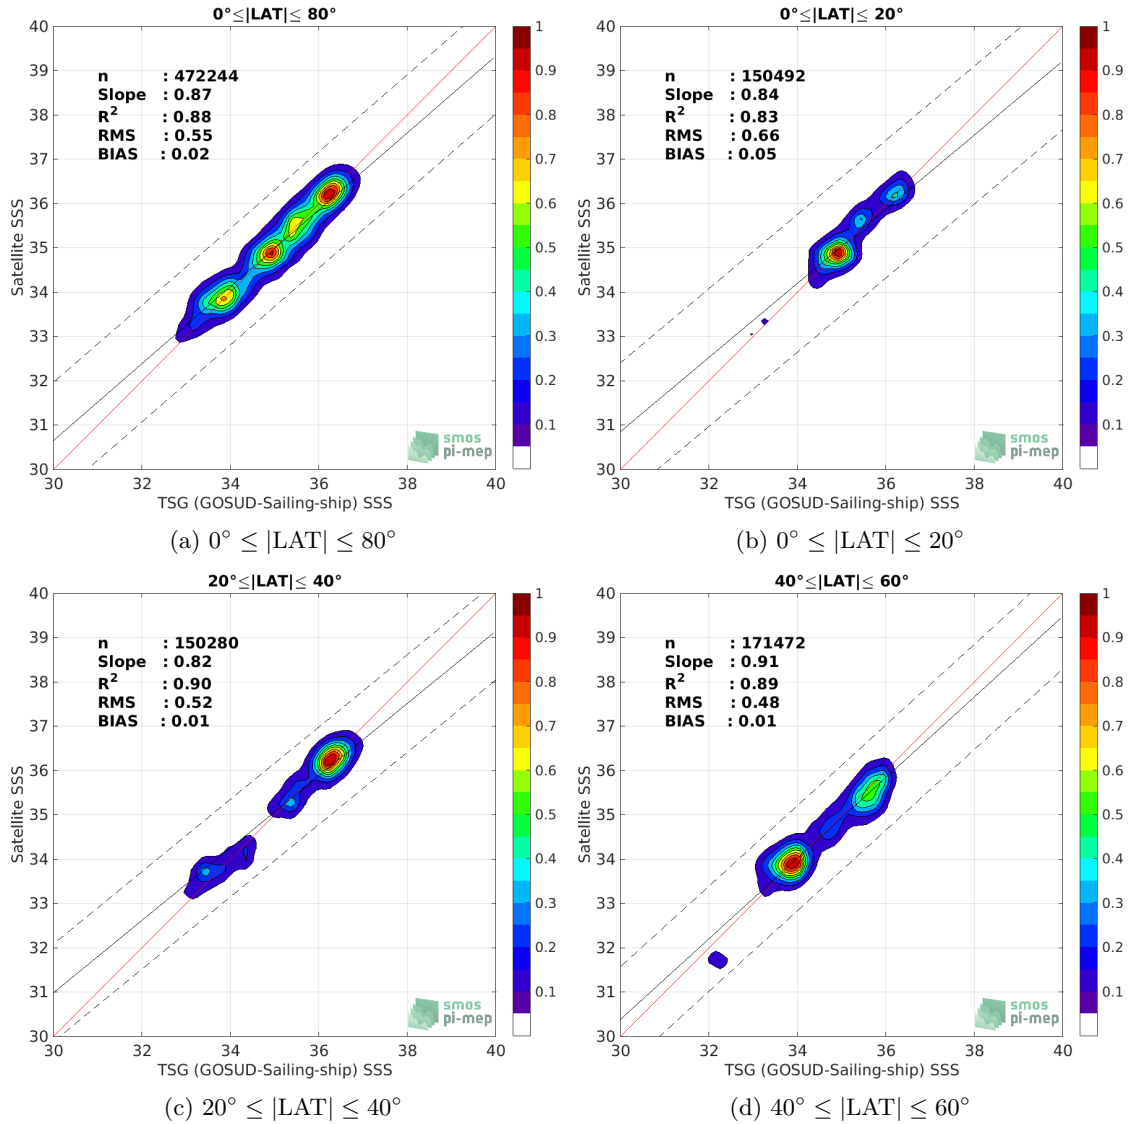 0°≤|LAT|≤ 80°
40
39
38
37
36
35
34
33
32
31
30
Satellite SSS
n : 472244
Slope : 0.87
R² : 0.88
RMS : 0.55
BIAS : 0.02
smos
pi-mep
30 32 34 36 38 40
TSG (GOSUD-Sailing-ship) SSS
1
0.9
0.8
0.7
0.6
0.5
0.4
0.3
0.2
0.1
(a) 0° ≤ |LAT| ≤ 80°
0°≤|LAT|≤ 20°
40
39
38
37
36
35
34
33
32
31
30
Satellite SSS
n : 150492
Slope : 0.84
R² : 0.83
RMS : 0.66
BIAS : 0.05
smos
pi-mep
30 32 34 36 38 40
TSG (GOSUD-Sailing-ship) SSS
1
0.9
0.8
0.7
0.6
0.5
0.4
0.3
0.2
0.1
(b) 0° ≤ |LAT| ≤ 20°
20°≤|LAT|≤ 40°
40
39
38
37
36
35
34
33
32
31
30
Satellite SSS
n : 150280
Slope : 0.82
R² : 0.90
RMS : 0.52
BIAS : 0.01
smos
pi-mep
30 32 34 36 38 40
TSG (GOSUD-Sailing-ship) SSS
1
0.9
0.8
0.7
0.6
0.5
0.4
0.3
0.2
0.1
(c) 20° ≤ |LAT| ≤ 40°
40°≤|LAT|≤ 60°
40
39
38
37
36
35
34
33
32
31
30
Satellite SSS
n : 171472
Slope : 0.91
R² : 0.89
RMS : 0.48
BIAS : 0.01
smos
pi-mep
30 32 34 36 38 40
TSG (GOSUD-Sailing-ship) SSS
1
0.9
0.8
0.7
0.6
0.5
0.4
0.3
0.2
0.1
(d) 40° ≤ |LAT| ≤ 60°